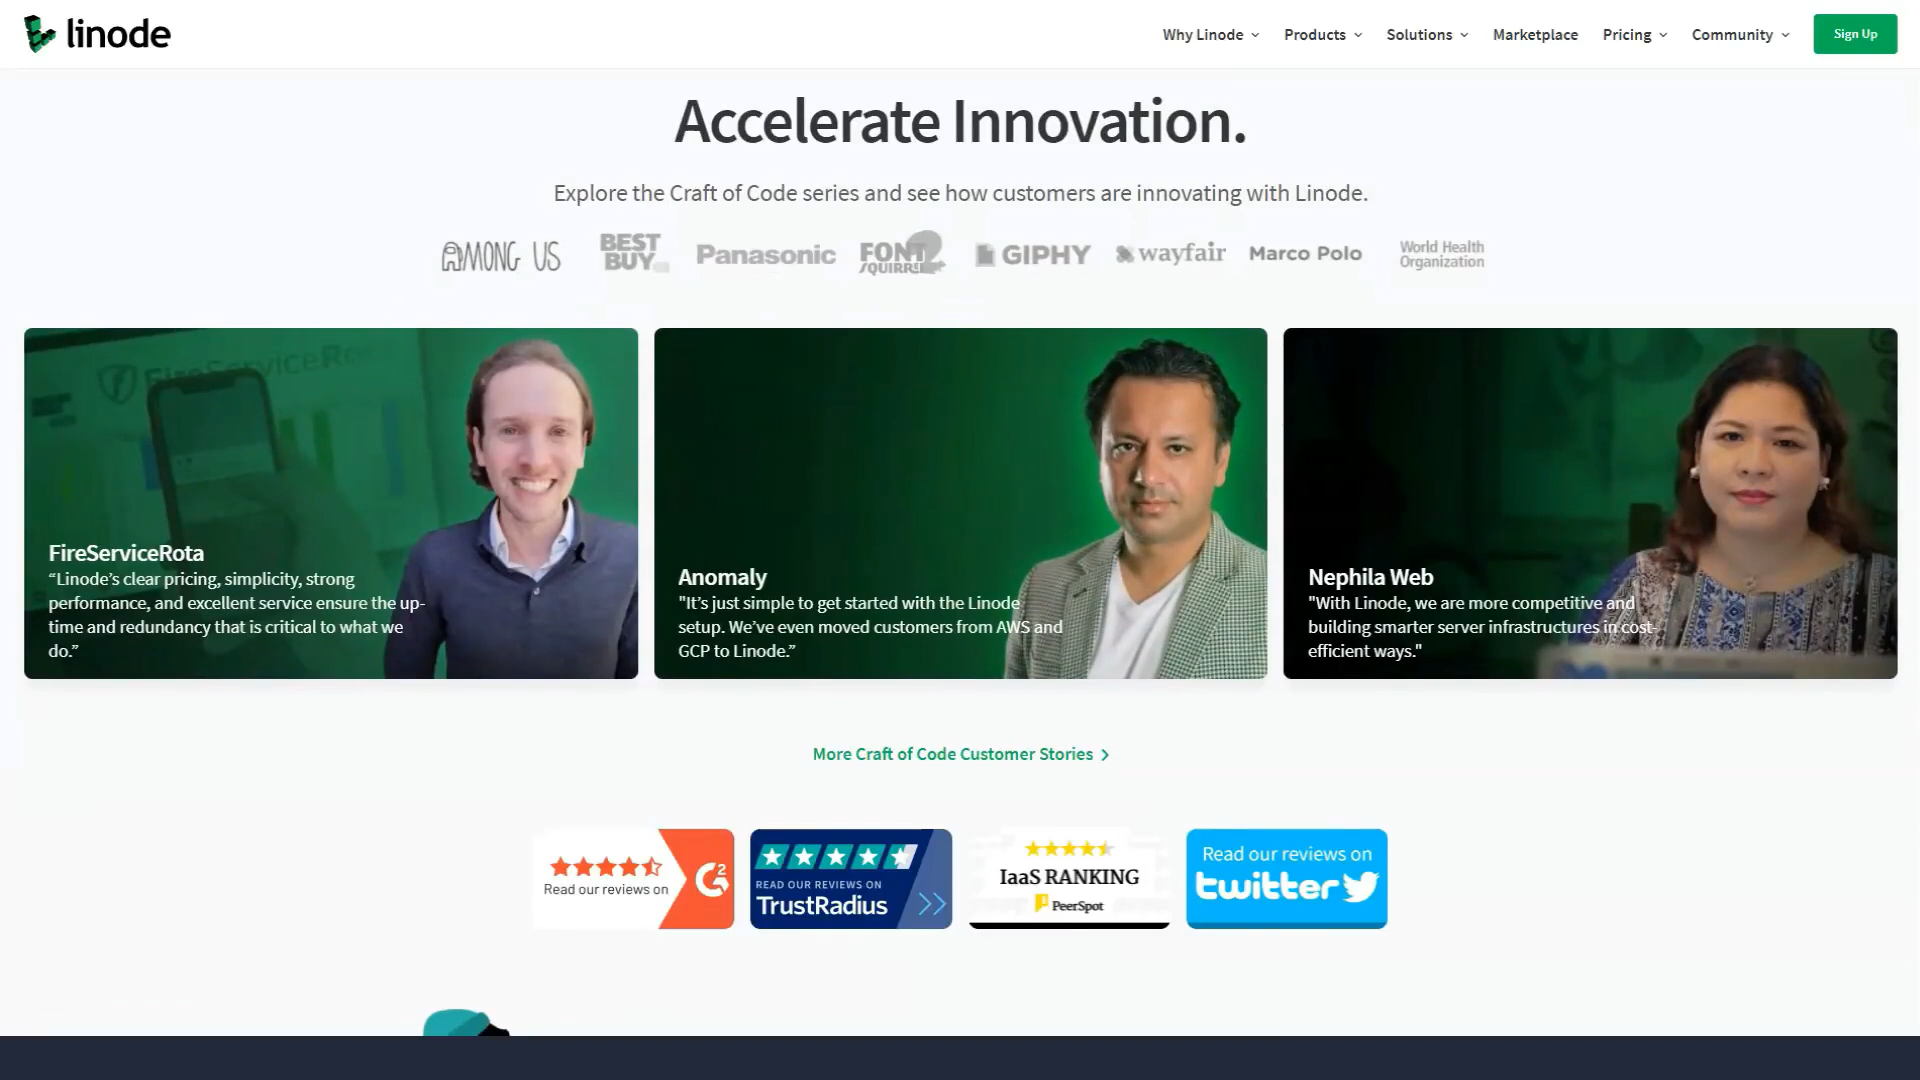 linode
Why Linode
Products
Solutions
Marketplace
Pricing
Community
Sign Up
Accelerate Innovation.
Explore the Craft of Code series and see how customers are innovating with Linode.
AMONG US
BEST
BUY
Panasonic
FONT
SQUIRREL
GIPHY
wayfair
Marco Polo
World Health
Organization
FireServiceRota
FireServiceRota
“Linode’s clear pricing, simplicity, strong
performance, and excellent service ensure the up-
time and redundancy that is critical to what we
do.”
Anomaly
"It’s just simple to get started with the Linode
setup. We’ve even moved customers from AWS and
GCP to Linode.”
Nephila Web
"With Linode, we are more competitive and
building smarter server infrastructures in cost-
efficient ways."
More Craft of Code Customer Stories
Read our reviews on
G2
READ OUR REVIEWS ON
TrustRadius
IaaS RANKING
PeerSpot
Read our reviews on
twitter